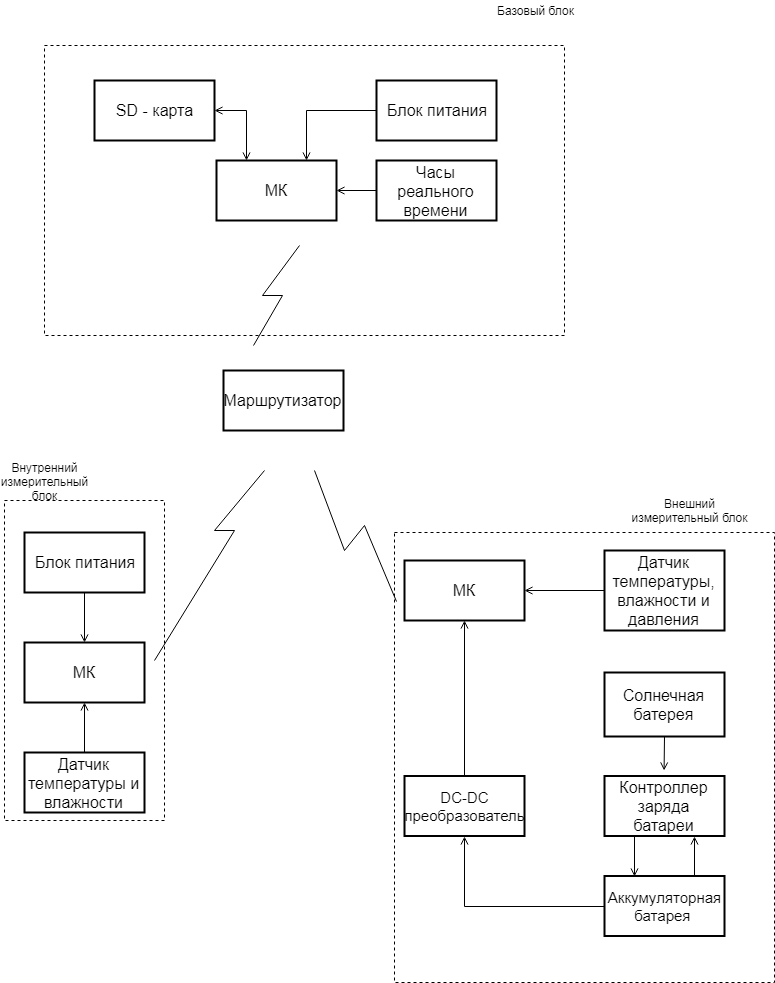 Базовый блок
SD - карта
Блок питания
МК
Часы
реального
времени
Маршрутизатор
Внутренний
измерительный
блок
Блок питания
МК
Датчик
температуры и
влажности
Внешний
измерительный блок
МК
Датчик
температуры,
влажности и
давления
Солнечная
батерея
DC-DC
преобразователь
Контроллер
заряда
батареи
Аккумуляторная
батарея